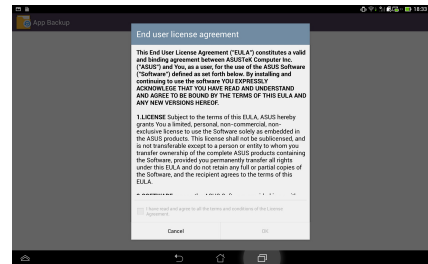 18:53
App Backup
End user license agreement
This End User License Agreement ("EULA") constitutes a valid
and binding agreement between ASUSTeK Computer Inc.
("ASUS") and You, as a user, for the use of the ASUS Software
("Software") defined as set forth below. By installing and
continuing to use the software YOU EXPRESSLY
ACKNOWLEGE THAT YOU HAVE READ AND UNDERSTAND
AND AGREE TO BE BOUND BY THE TERMS OF THIS EULA AND
ANY NEW VERSIONS HEREOF.
1.LICENSE Subject to the terms of this EULA, ASUS hereby
grants You a limited, personal, non-commercial, non-
exclusive license to use the Software solely as embedded in
the ASUS products. This license shall not be sublicensed, and
is not transferable except to a person or entity to whom you
transfer ownership of the complete ASUS products containing
the Software, provided you permanently transfer all rights
under this EULA and do not retain any full or partial copies of
the Software, and the recipient agrees to the terms of this
EULA.
I have read and agree to all the terms and conditions of the License
Agreement.
Cancel
OK